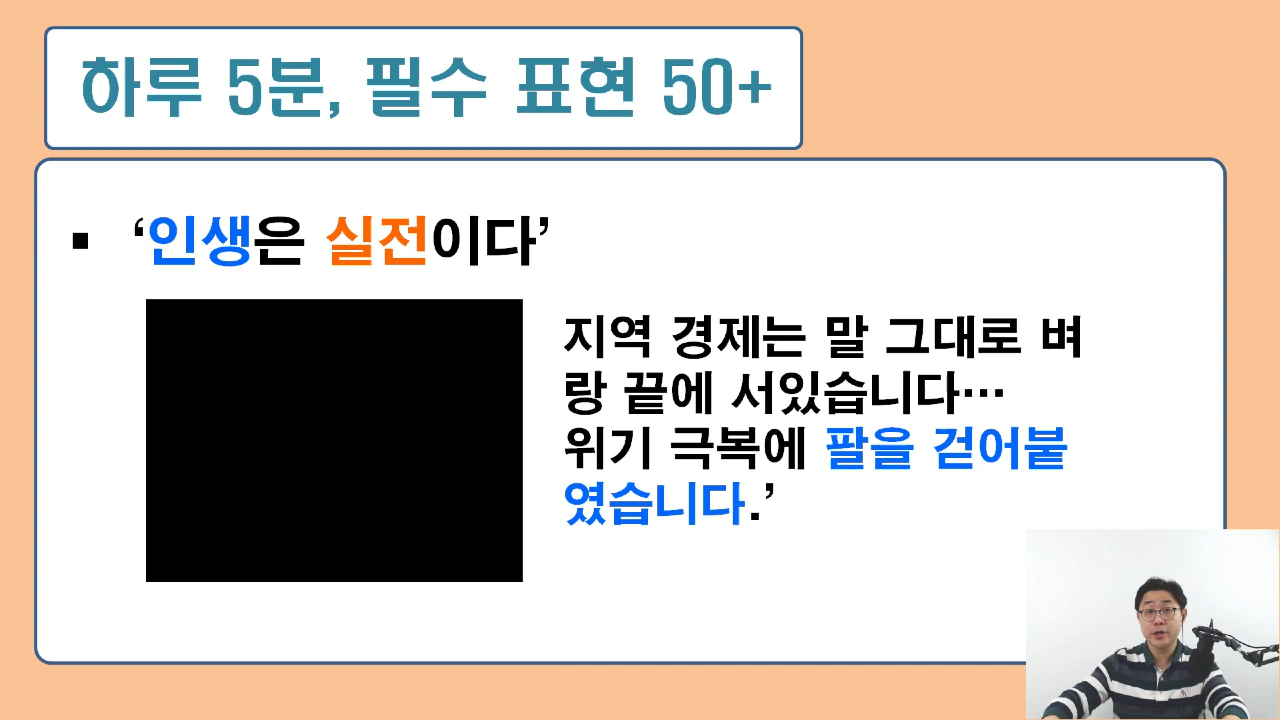 하루 5분, 필수 표현 50+
▪ ‘인생은 실전이다’
지역 경제는 말 그대로 벼
랑 끝에 서있습니다…
위기 극복에 팔을 걷어붙
였습니다.’